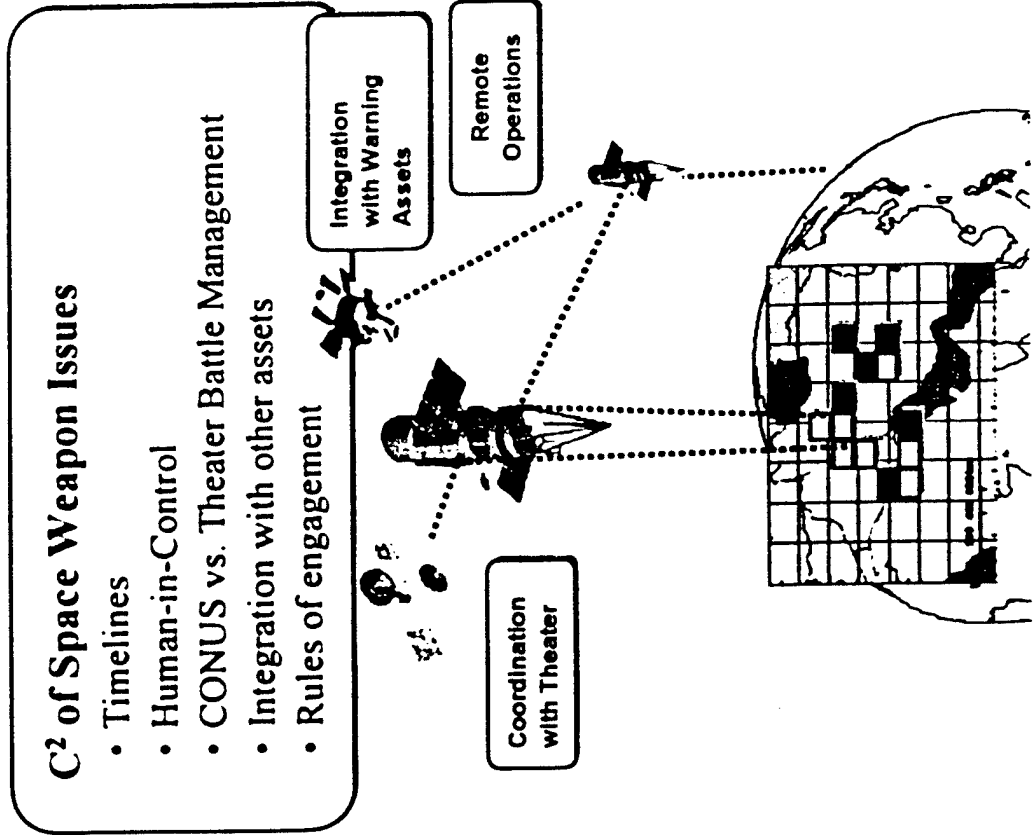 C² of Space Weapon Issues
• Timelines
• Human-in-Control
• CONUS vs. Theater Battle Management
• Integration with other assets
• Rules of engagement
Integration
with Warning
Assets
Remote
Operations
Coordination
with Theater